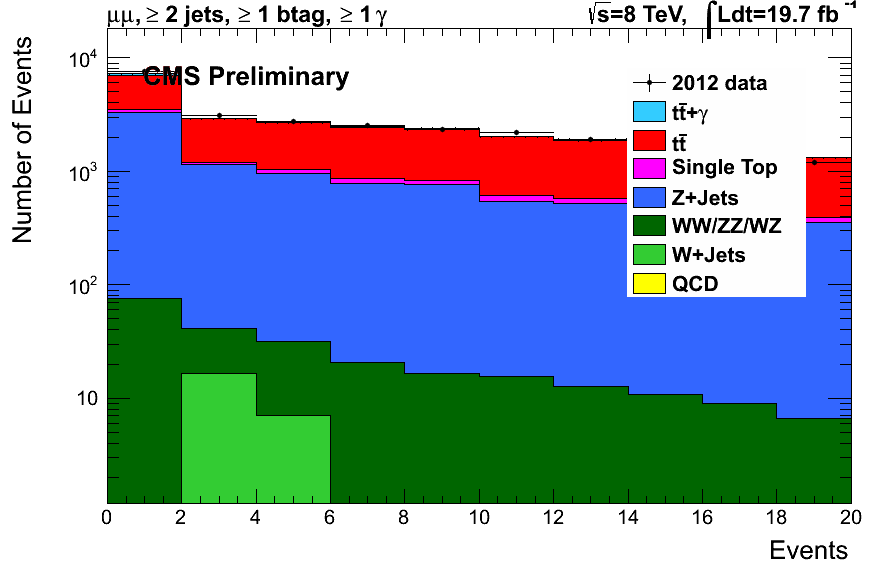 μμ, ≥ 2 jets, ≥ 1 btag, ≥ 1 γ
√s=8 TeV, ∫Ldt=19.7 fb⁻¹
CMS Preliminary
2012 data
tt̄+γ
tt̄
Single Top
Z+Jets
WW/ZZ/WZ
W+Jets
QCD
Number of Events
10⁴
10³
10²
10
0 2 4 6 8 10 12 14 16 18 20
Events